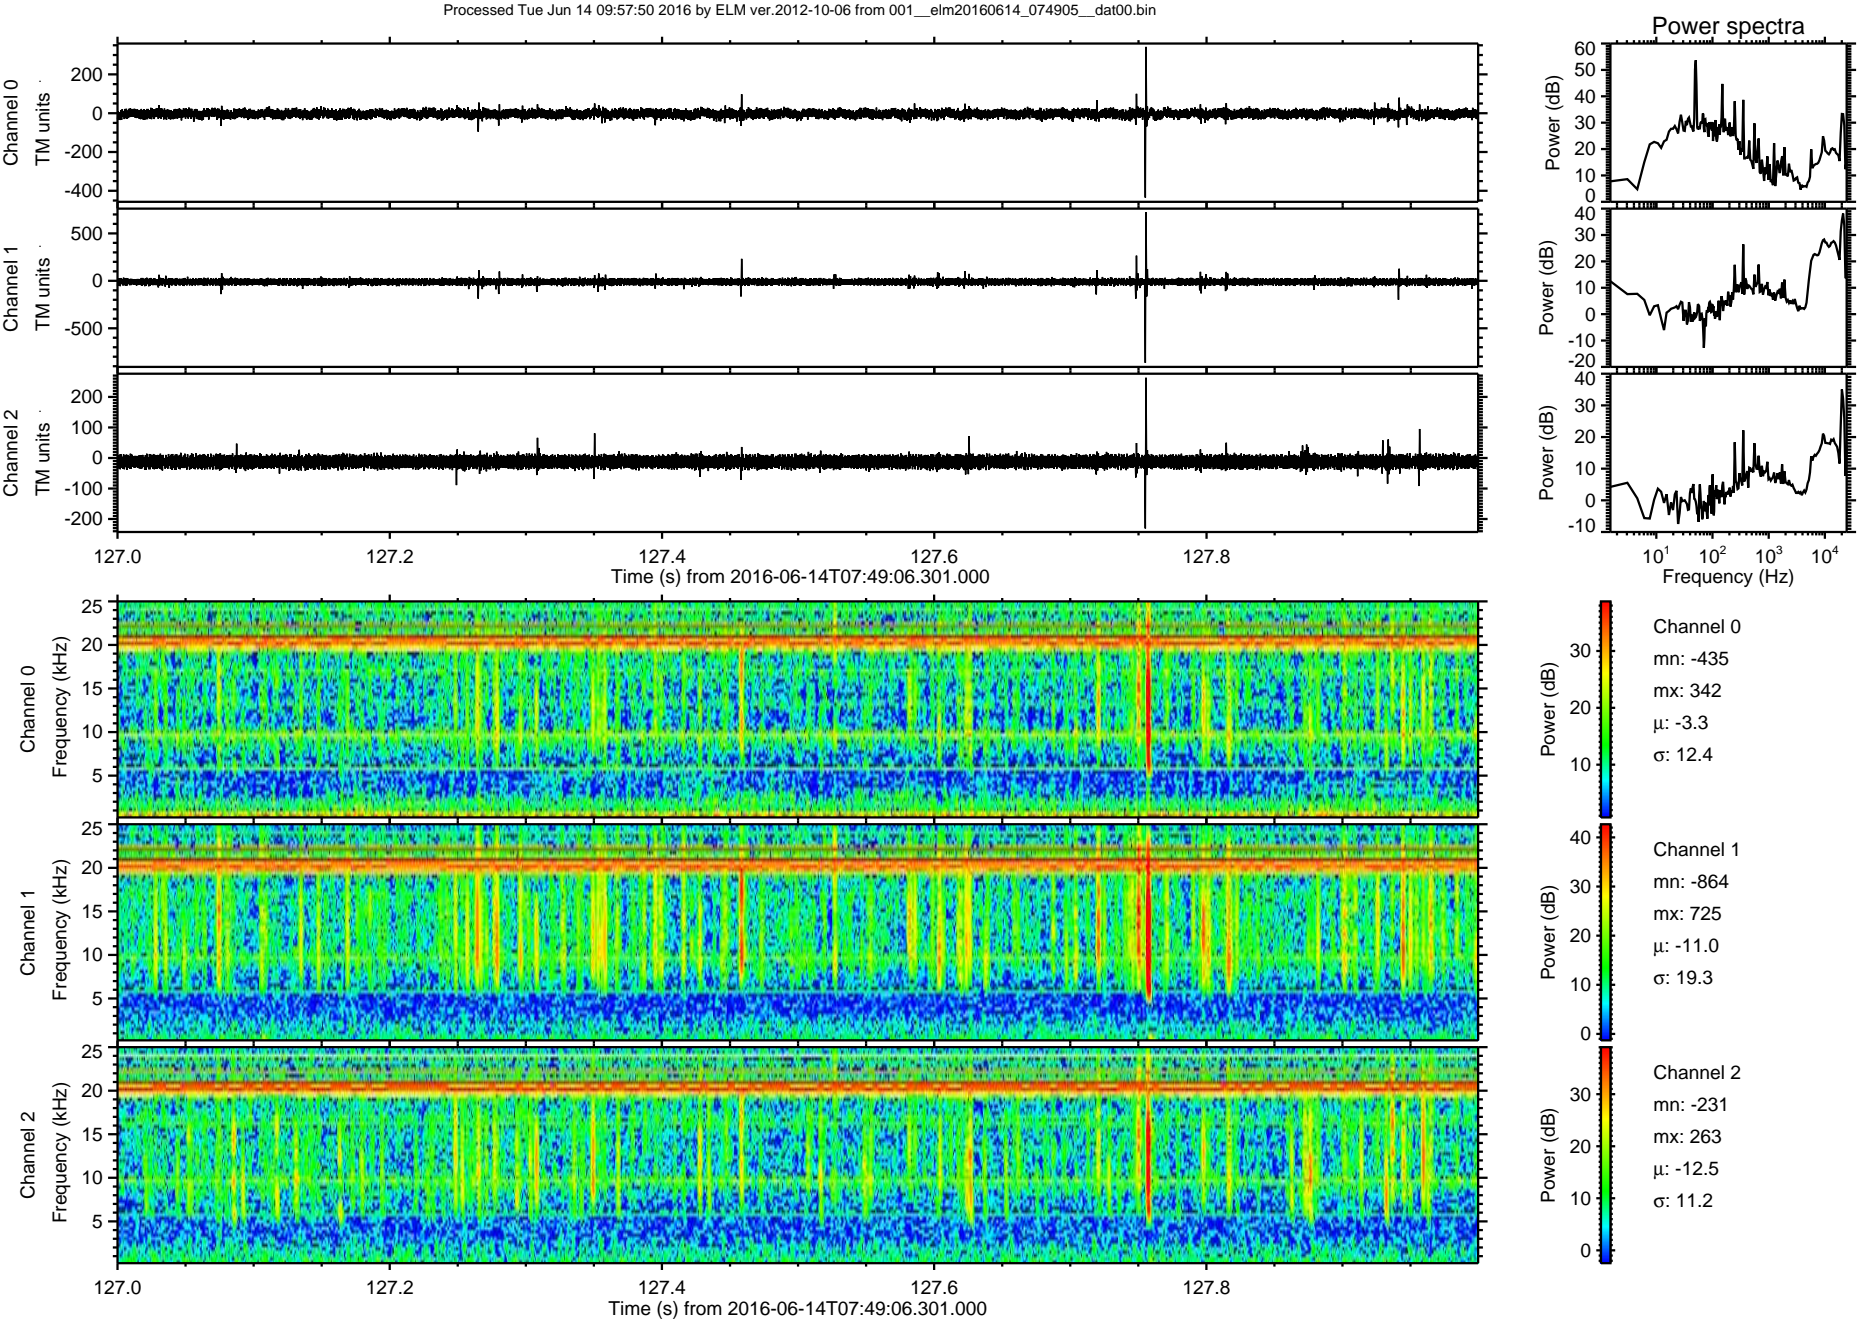 Processed Tue Jun 14 09:57:50 2016 by ELM ver.2012-10-06 from 001__elm20160614_074905__dat00.bin
Power spectra
Channel 0
TM units
200
0
-200
-400
Power (dB)
60
50
40
30
20
10
0
Channel 1
TM units
500
0
-500
Power (dB)
40
30
20
10
0
-10
-20
Channel 2
TM units
200
100
0
-100
-200
Power (dB)
40
30
20
10
0
-10
127.0 127.2 127.4 127.6 127.8
Time (s) from 2016-06-14T07:49:06.301.000
10^1 10^2 10^3 10^4
Frequency (Hz)
Channel 0
Frequency (kHz)
25
20
15
10
5
Power (dB)
30
20
10
Channel 0
mn: -435
mx: 342
μ: -3.3
σ: 12.4
Channel 1
Frequency (kHz)
25
20
15
10
5
Power (dB)
40
30
20
10
0
Channel 1
mn: -864
mx: 725
μ: -11.0
σ: 19.3
Channel 2
Frequency (kHz)
25
20
15
10
5
Power (dB)
30
20
10
0
Channel 2
mn: -231
mx: 263
μ: -12.5
σ: 11.2
127.0 127.2 127.4 127.6 127.8
Time (s) from 2016-06-14T07:49:06.301.000